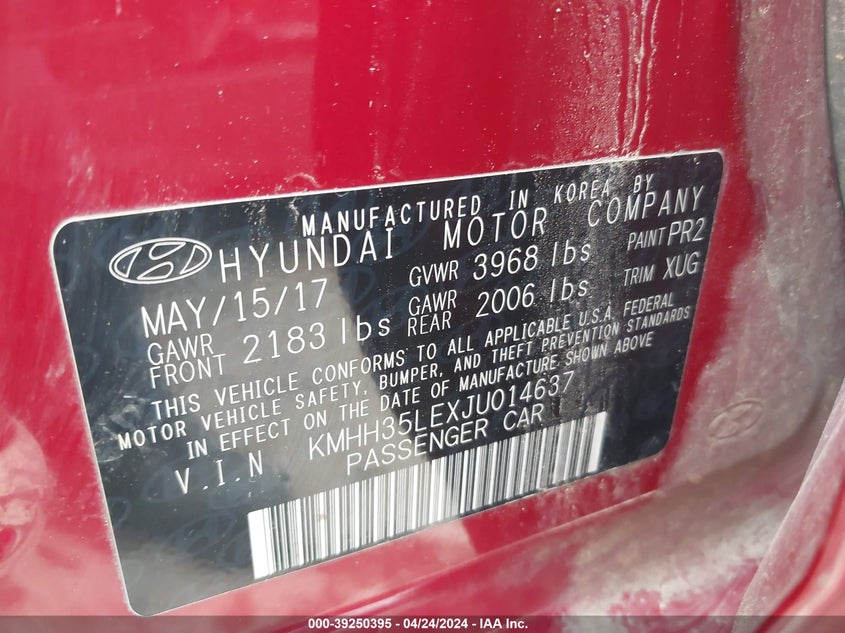 MANUFACTURED IN KOREA BY
HYUNDAI MOTOR COMPANY
MAY/15/17 GVWR 3968 lbs PAINT PR2
GAWR FRONT 2183 lbs GAWR REAR 2006 lbs TRIM XUG
THIS VEHICLE CONFORMS TO ALL APPLICABLE U.S.A. FEDERAL
MOTOR VEHICLE SAFETY, BUMPER, AND THEFT PREVENTION STANDARDS
IN EFFECT ON THE DATE OF MANUFACTURE SHOWN ABOVE
V.I.N KMHH35LEXJU014637
PASSENGER CAR
000-39250395 | 04/24/2024 - IAA, Inc.